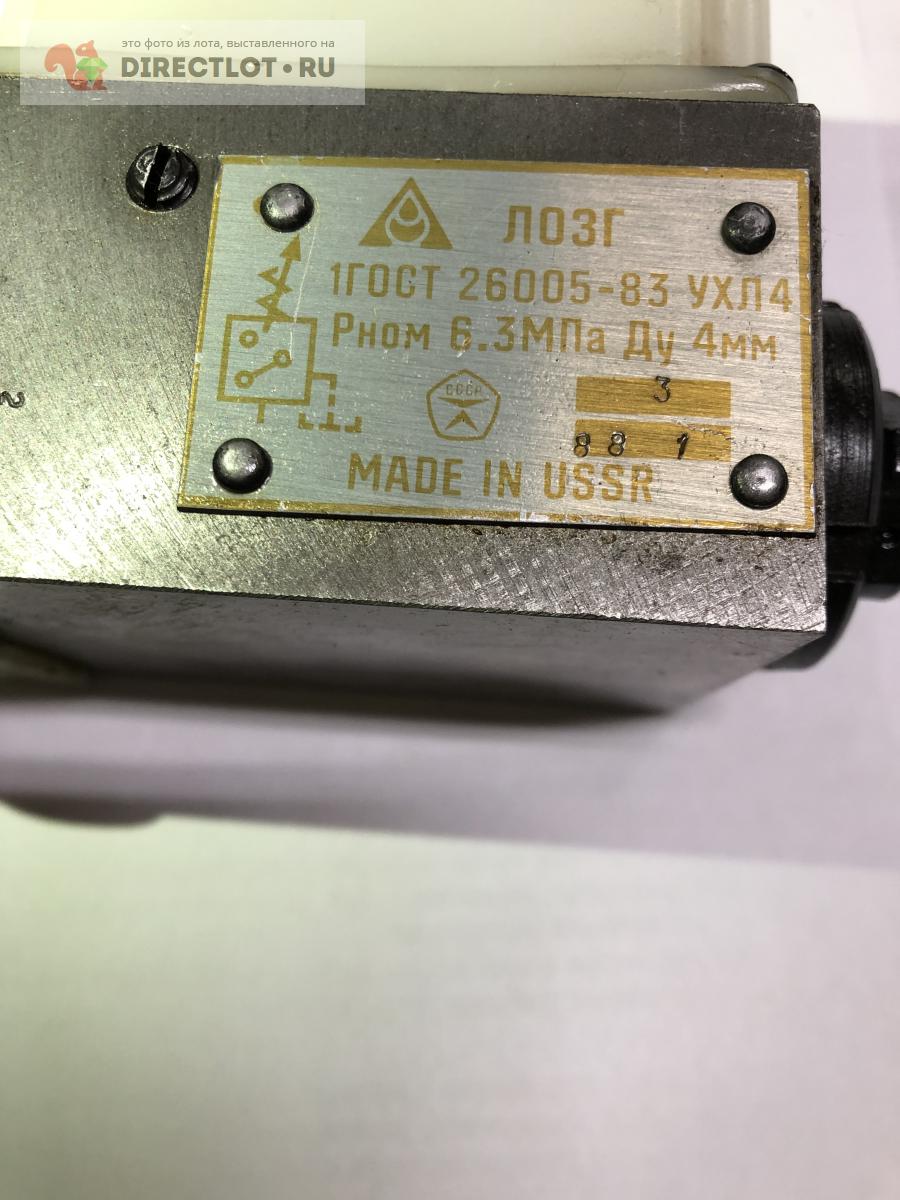 это фото из лота, выставленного на
DIRECTLOT.RU
ЛОЗГ
1ГОСТ 26005-83 УХЛ4
Рном 6.3МПа Ду 4мм
СССР
3
88 1
MADE IN USSR